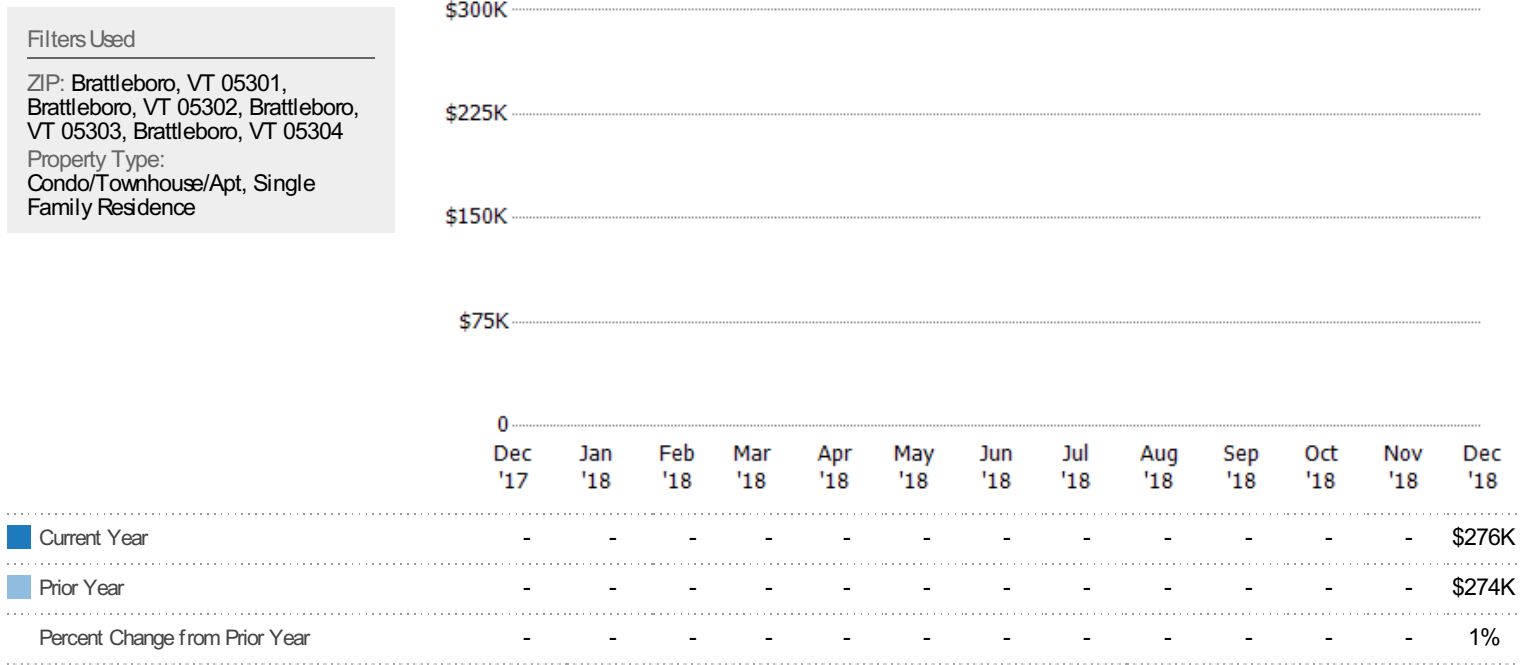 Filters Used
ZIP: Brattleboro, VT 05301,
Brattleboro, VT 05302, Brattleboro,
VT 05303, Brattleboro, VT 05304
Property Type:
Condo/Townhouse/Apt, Single
Family Residence
$300K
$225K
$150K
$75K
0
Dec Jan Feb Mar Apr May Jun Jul Aug Sep Oct Nov Dec
'17 '18 '18 '18 '18 '18 '18 '18 '18 '18 '18 '18 '18
Current Year - - - - - - - - - - - - $276K
Prior Year - - - - - - - - - - - - $274K
Percent Change from Prior Year - - - - - - - - - - - - 1%